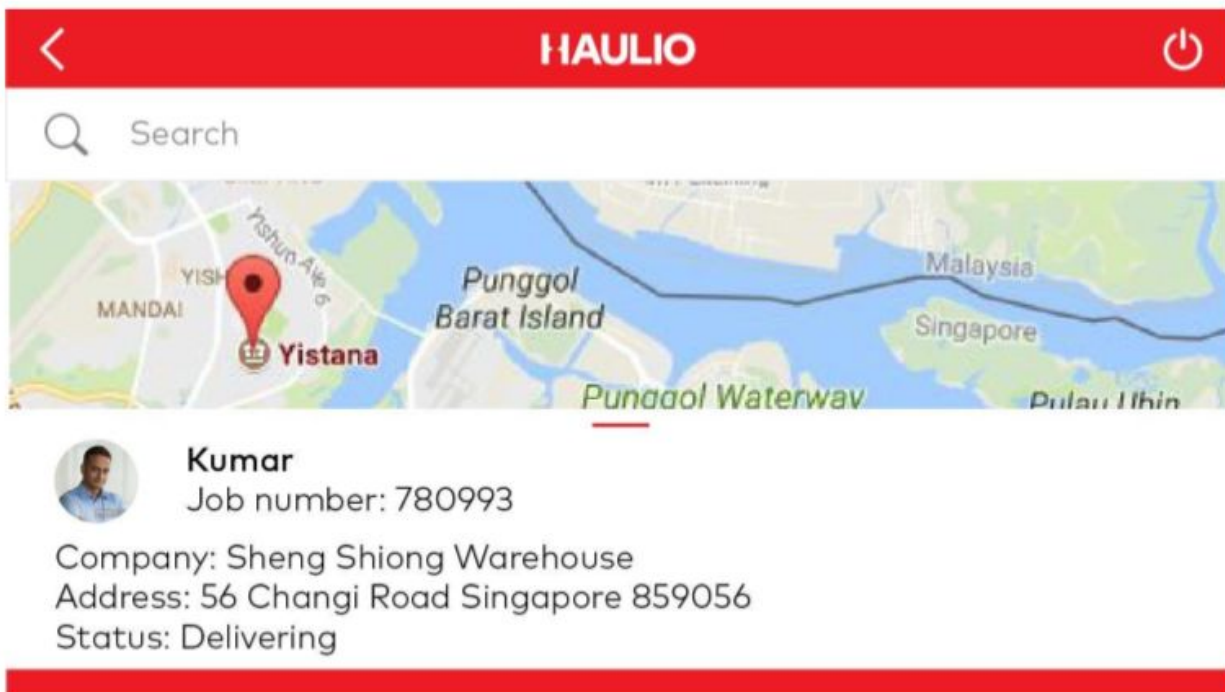 HAULIO
Search
Yishun Ave 6
YISH
MANDAI
Yistana
Punggol
Barat Island
Malaysia
Singapore
Punggol Waterway
Pulau Ubin
Kumar
Job number: 780993
Company: Sheng Shiong Warehouse
Address: 56 Changi Road Singapore 859056
Status: Delivering